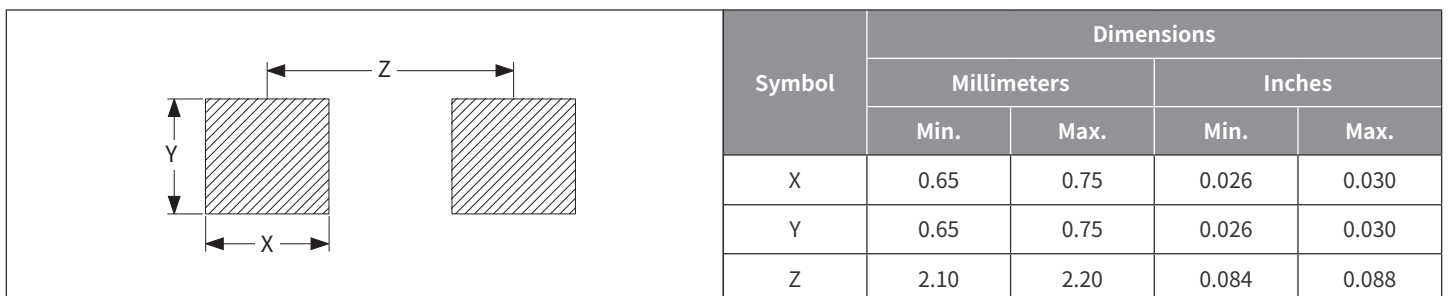 Z
Y
X
Symbol
Dimensions
Millimeters Inches
Min. Max. Min. Max.
X 0.65 0.75 0.026 0.030
Y 0.65 0.75 0.026 0.030
Z 2.10 2.20 0.084 0.088